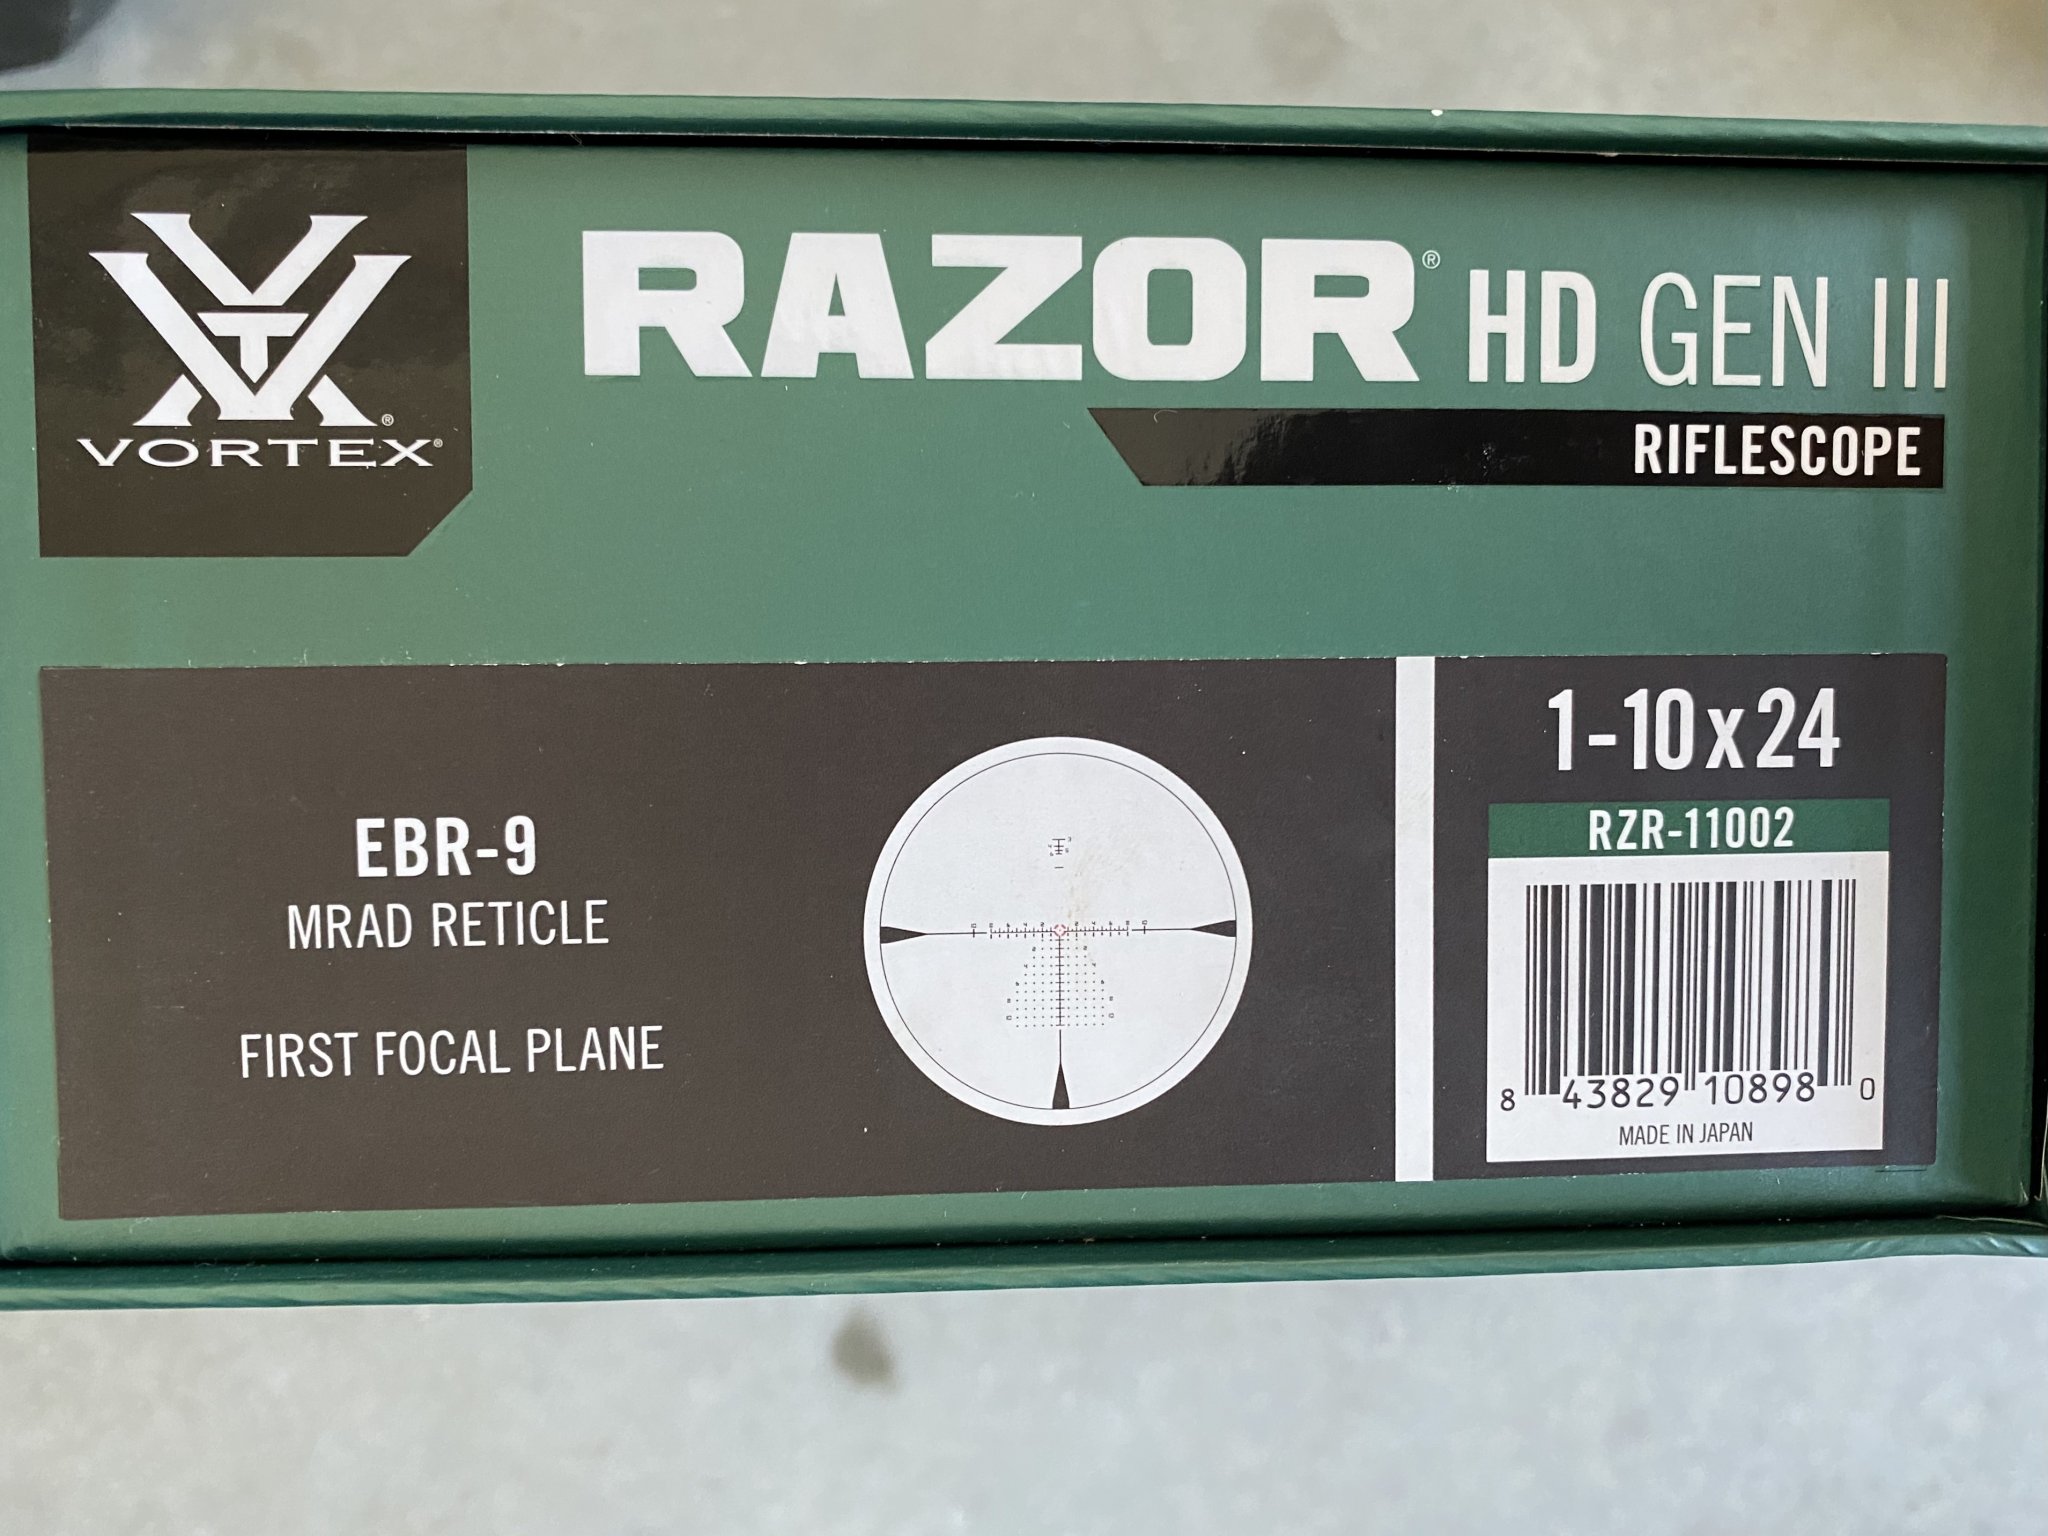 VORTEX®
RAZOR® HD GEN III
RIFLESCOPE
EBR-9
MRAD RETICLE
FIRST FOCAL PLANE
1-10x24
RZR-11002
8 43829 10898 0
MADE IN JAPAN